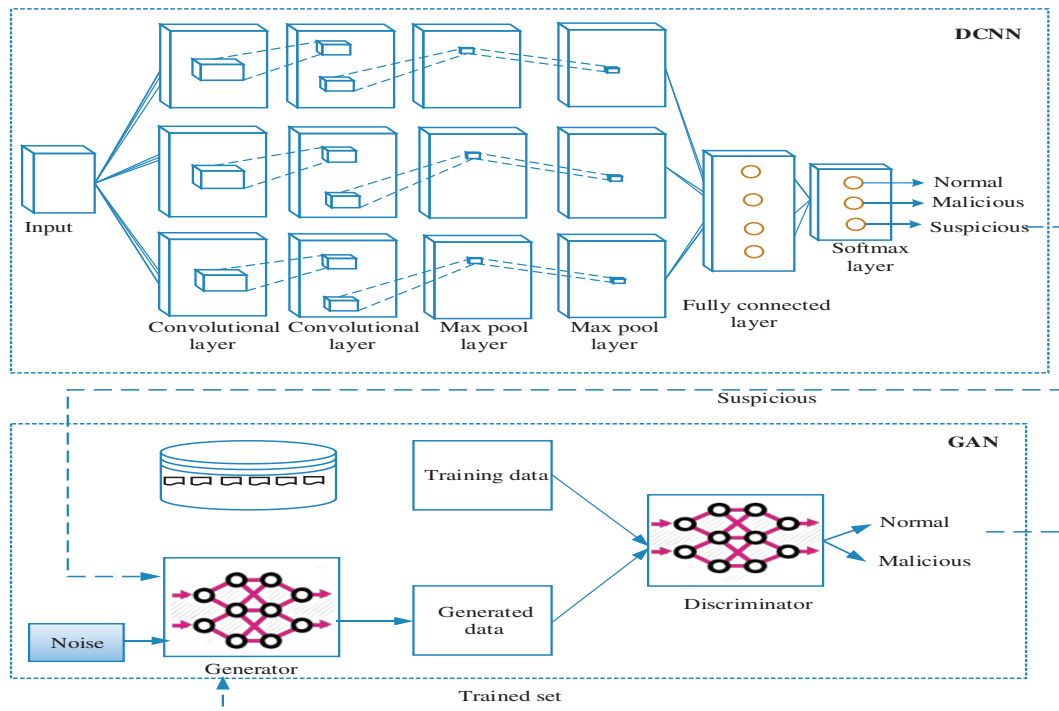 DCNN
Input
Convolutional
layer
Convolutional
layer
Max pool
layer
Max pool
layer
Fully connected
layer
Softmax
layer
Normal
Malicious
Suspicious
Suspicious
GAN
Training data
Noise
Generator
Generated
data
Discriminator
Normal
Malicious
Trained set